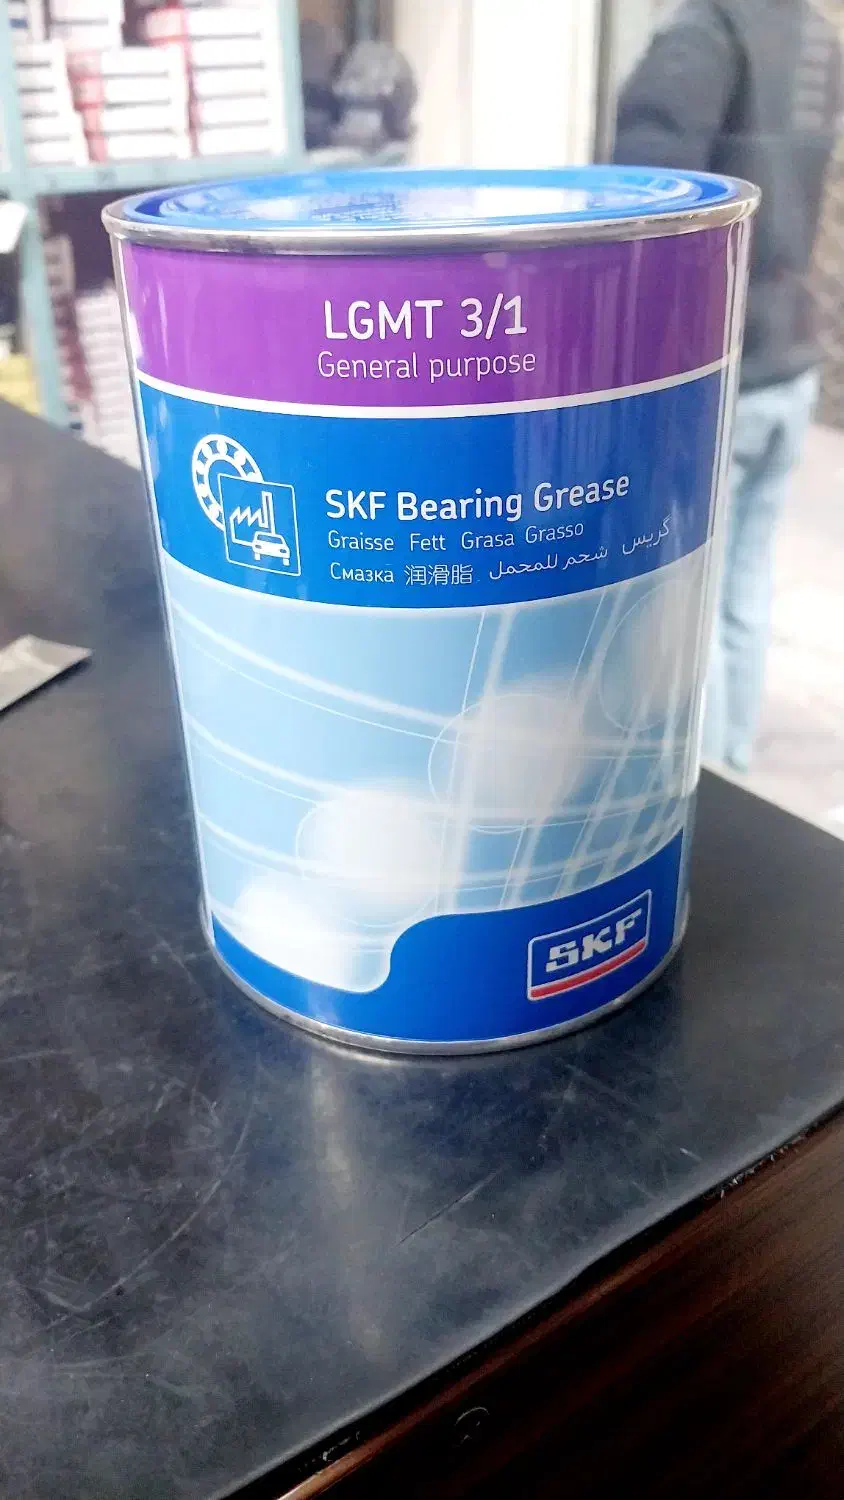 LGMT 3/1
General purpose
SKF Bearing Grease
Graisse Fett Grasa Grasso
Смазка 润滑脂 شحم للمحمل گریس
SKF